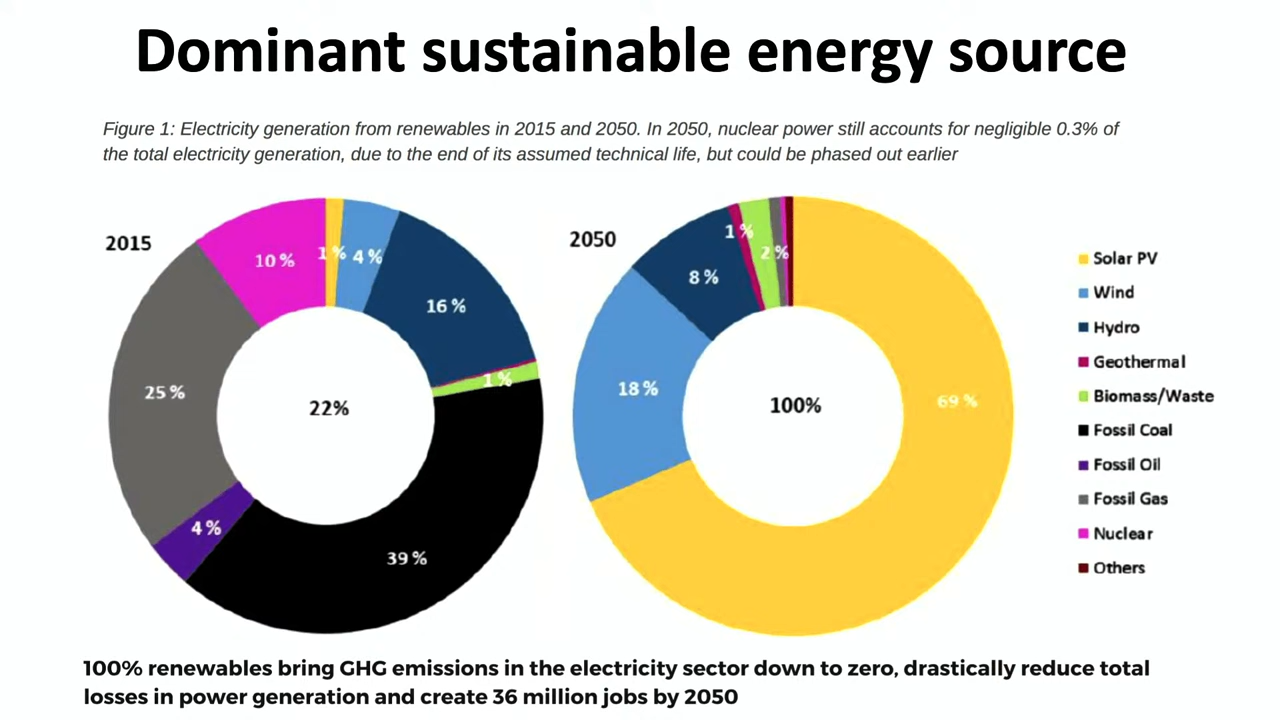 Dominant sustainable energy source
Figure 1: Electricity generation from renewables in 2015 and 2050. In 2050, nuclear power still accounts for negligible 0.3% of
the total electricity generation, due to the end of its assumed technical life, but could be phased out earlier
2015
10 %
1 %
4 %
16 %
1 %
25 %
22%
4 %
39 %
2050
1 %
2 %
8 %
18 %
100%
69 %
Solar PV
Wind
Hydro
Geothermal
Biomass/Waste
Fossil Coal
Fossil Oil
Fossil Gas
Nuclear
Others
100% renewables bring GHG emissions in the electricity sector down to zero, drastically reduce total
losses in power generation and create 36 million jobs by 2050